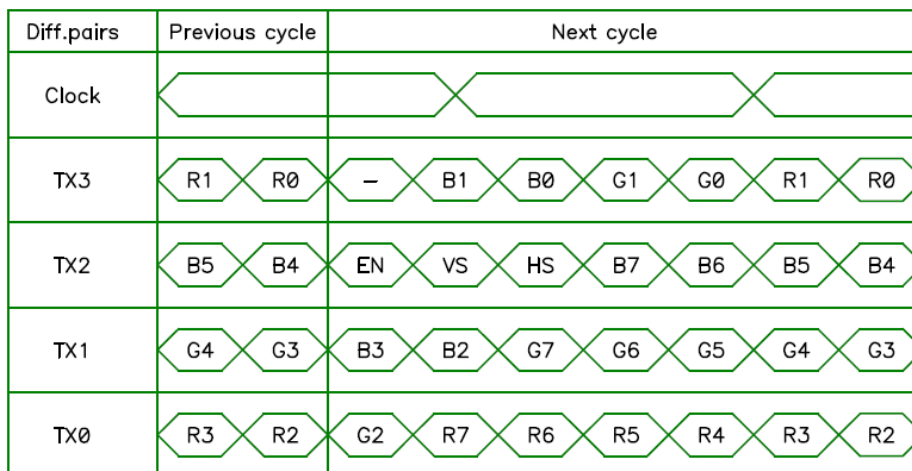 Diff.pairs Previous cycle Next cycle
Clock
TX3 R1 R0 – B1 B0 G1 G0 R1 R0
TX2 B5 B4 EN VS HS B7 B6 B5 B4
TX1 G4 G3 B3 B2 G7 G6 G5 G4 G3
TX0 R3 R2 G2 R7 R6 R5 R4 R3 R2